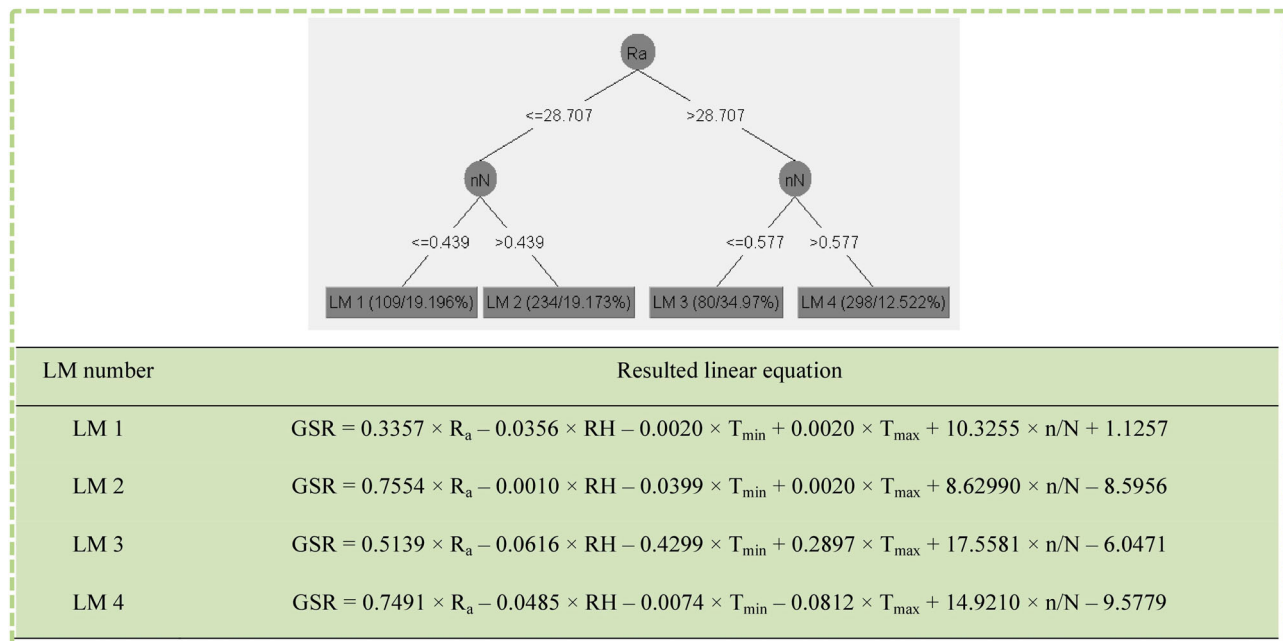 Ra
<=28.707 >28.707
nN nN
<=0.439 >0.439 <=0.577 >0.577
LM 1 (109/19.196%) LM 2 (234/19.173%) LM 3 (80/34.97%) LM 4 (298/12.522%)
LM number Resulted linear equation
LM 1 GSR = 0.3357 × Rₐ – 0.0356 × RH – 0.0020 × Tmin + 0.0020 × Tmax + 10.3255 × n/N + 1.1257
LM 2 GSR = 0.7554 × Rₐ – 0.0010 × RH – 0.0399 × Tmin + 0.0020 × Tmax + 8.62990 × n/N – 8.5956
LM 3 GSR = 0.5139 × Rₐ – 0.0616 × RH – 0.4299 × Tmin + 0.2897 × Tmax + 17.5581 × n/N – 6.0471
LM 4 GSR = 0.7491 × Rₐ – 0.0485 × RH – 0.0074 × Tmin – 0.0812 × Tmax + 14.9210 × n/N – 9.5779